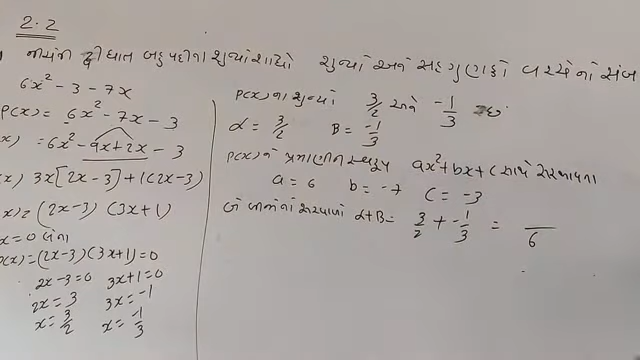 2.2
નીચેના દ્વિઘાત બહુપદીના શૂન્યો શોધો શૂન્યો અને સહગુણકો વચ્ચેનો સંબ
6x² - 3 - 7x
p(x) = 6x² - 7x - 3
x) = 6x² - 9x + 2x - 3
x) 3x[2x - 3] + 1(2x - 3)
x) = (2x - 3) (3x + 1)
x = 0 લેતા
p(x) = (2x - 3)(3x + 1) = 0
2x - 3 = 0 3x + 1 = 0
2x = 3 3x = -1
x = 3/2 x = -1/3
p(x) ના શૂન્યો 3/2 અને -1/3 છે
α = 3/2 B = -1/3
p(x) ને પ્રમાણીત સ્વરૂપ ax² + bx + c સાથે સરખાવતા
a = 6 b = -7 c = -3
α + B = 3/2 + -1/3 = /6